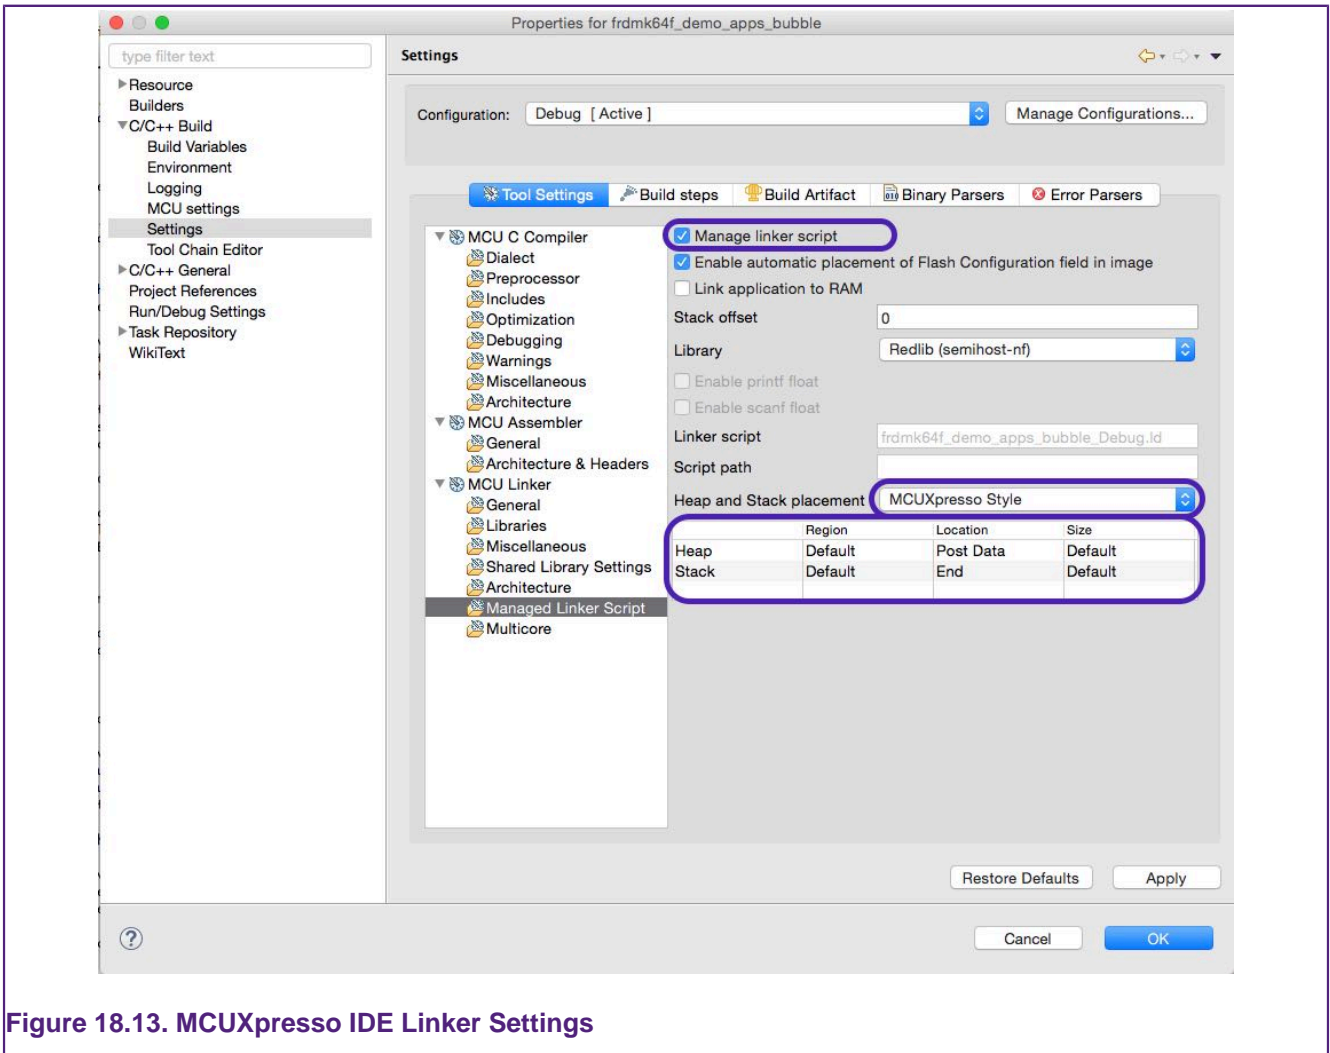 Properties for frdmk64f_demo_apps_bubble
type filter text
Resource
Builders
C/C++ Build
Build Variables
Environment
Logging
MCU settings
Settings
Tool Chain Editor
C/C++ General
Project References
Run/Debug Settings
Task Repository
WikiText
Settings
Configuration: Debug [ Active ] Manage Configurations...
Tool Settings Build steps Build Artifact Binary Parsers Error Parsers
MCU C Compiler
Dialect
Preprocessor
Includes
Optimization
Debugging
Warnings
Miscellaneous
Architecture
MCU Assembler
General
Architecture & Headers
MCU Linker
General
Libraries
Miscellaneous
Shared Library Settings
Architecture
Managed Linker Script
Multicore
Manage linker script
Enable automatic placement of Flash Configuration field in image
Link application to RAM
Stack offset 0
Library Redlib (semihost-nf)
Enable printf float
Enable scanf float
Linker script frdmk64f_demo_apps_bubble_Debug.ld
Script path
Heap and Stack placement MCUXpresso Style
Region Location Size
Heap Default Post Data Default
Stack Default End Default
Restore Defaults Apply
? Cancel OK
Figure 18.13. MCUXpresso IDE Linker Settings